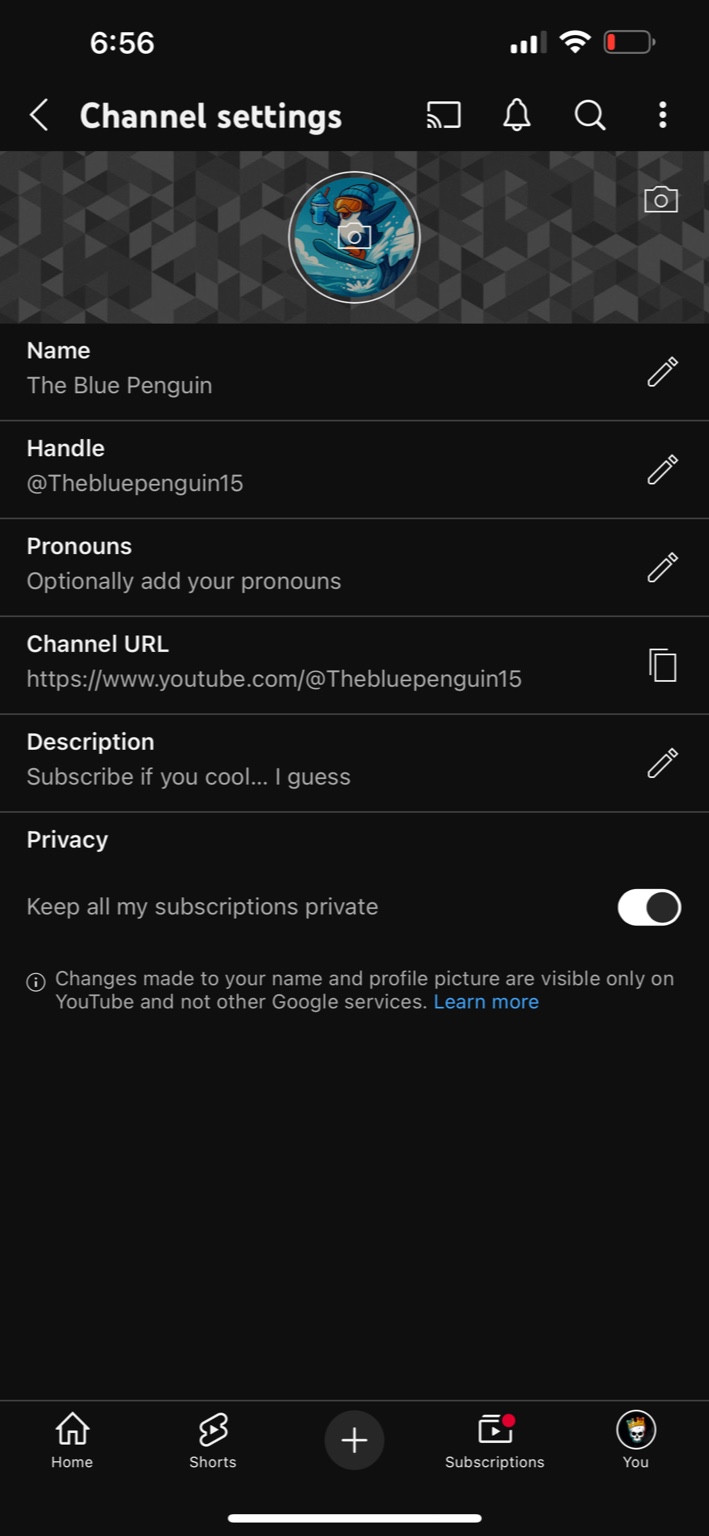 6:56
Channel settings
Name
The Blue Penguin
Handle
@Thebluepenguin15
Pronouns
Optionally add your pronouns
Channel URL
https://www.youtube.com/@Thebluepenguin15
Description
Subscribe if you cool... I guess
Privacy
Keep all my subscriptions private
Changes made to your name and profile picture are visible only on
YouTube and not other Google services. Learn more
Home
Shorts
Subscriptions
You